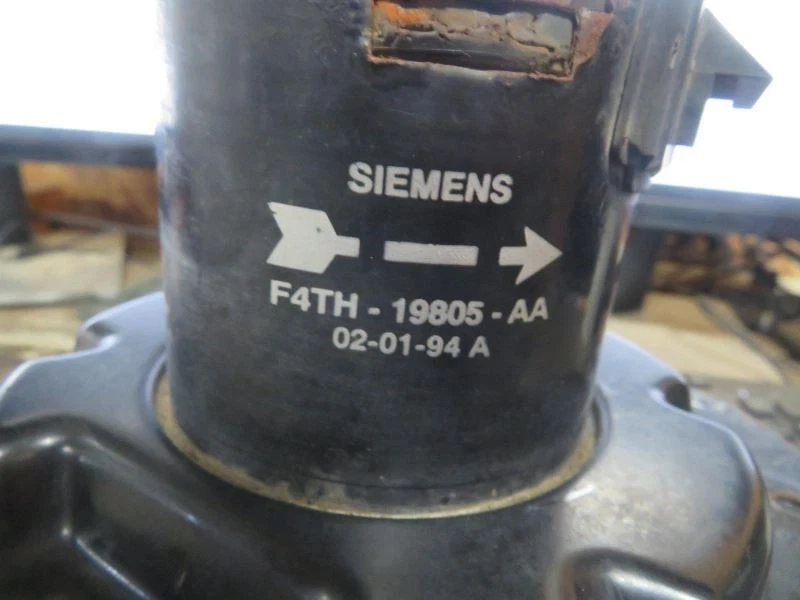 SIEMENS
F4TH - 19805 - AA
02-01-94 A